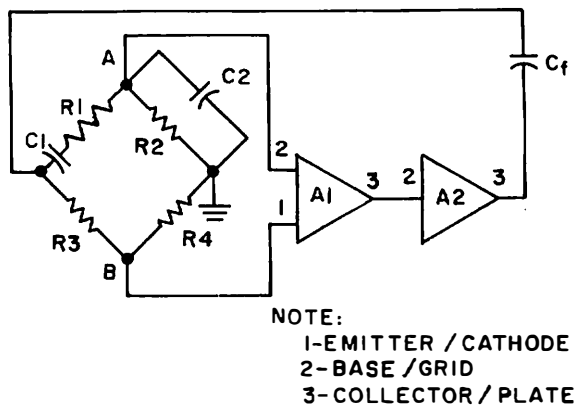 A
C2
Cf
R1
C1
R2
2
3
2
3
A1
A2
1
R3
R4
B
NOTE:
1-EMITTER/CATHODE
2-BASE/GRID
3-COLLECTOR/PLATE